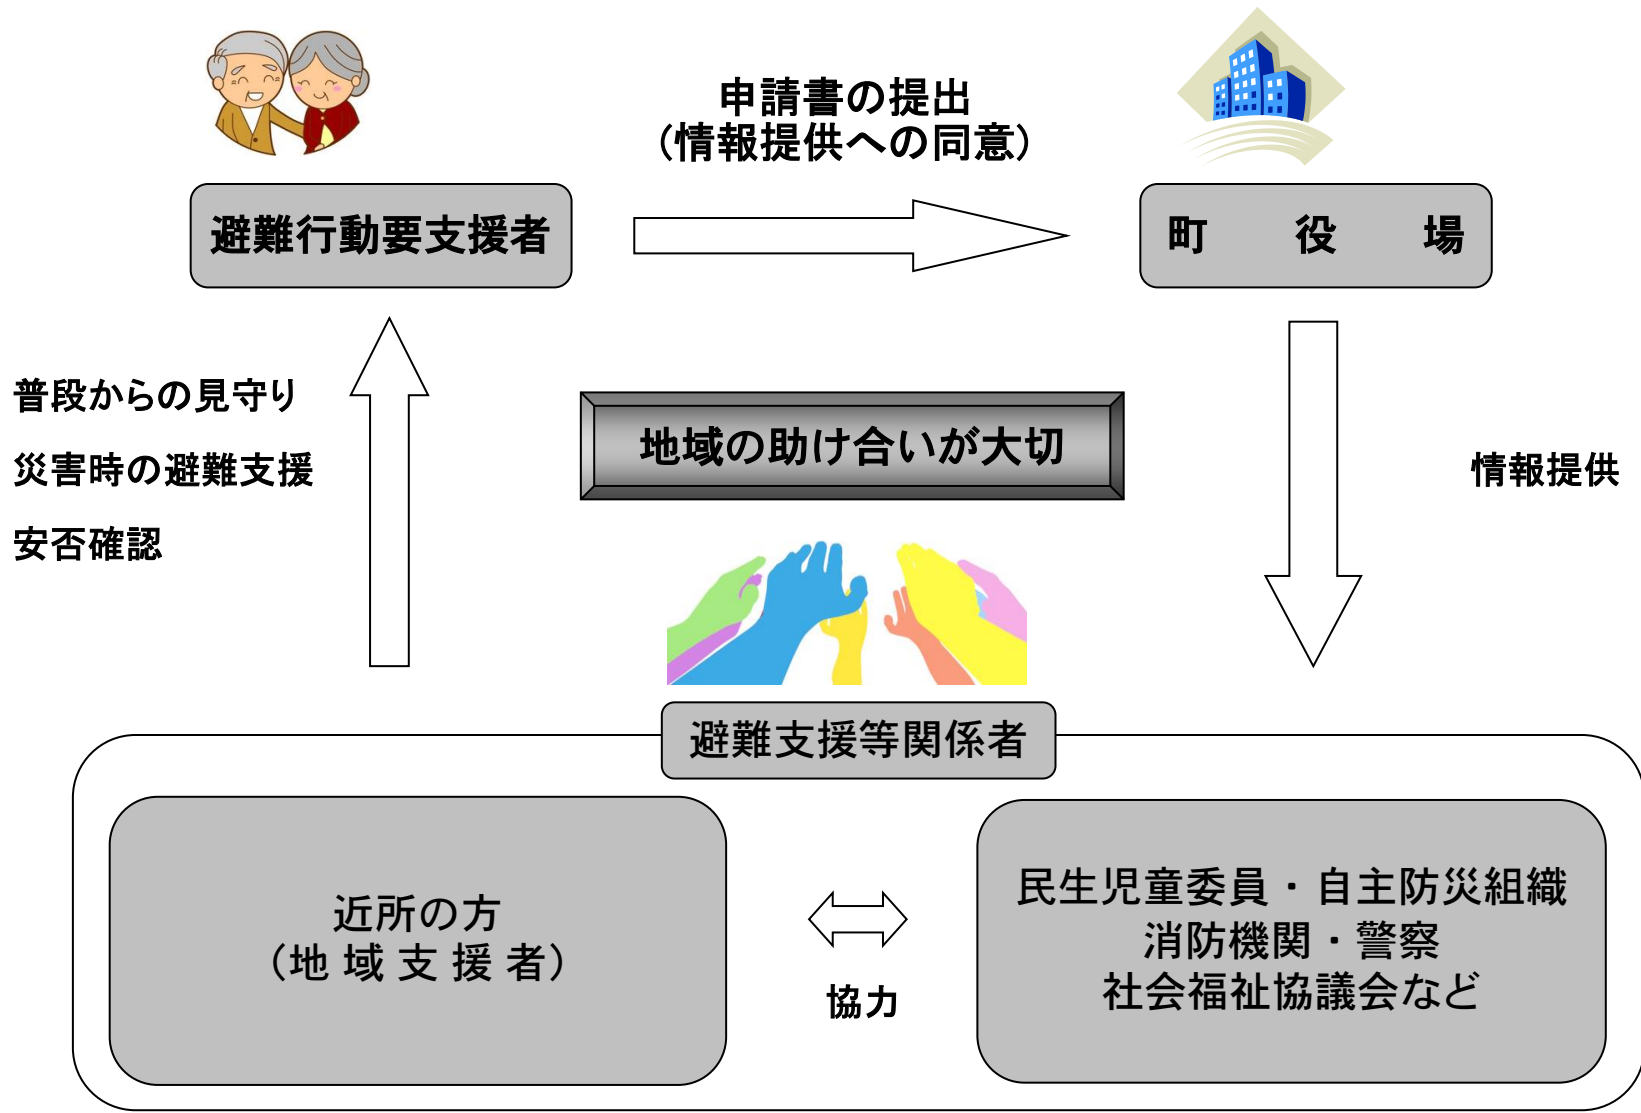 申請書の提出
（情報提供への同意）
避難行動要支援者
町　役　場
普段からの見守り
災害時の避難支援
安否確認
地域の助け合いが大切
情報提供
避難支援等関係者
近所の方
（地域支援者）
協力
民生児童委員・自主防災組織
消防機関・警察
社会福祉協議会など